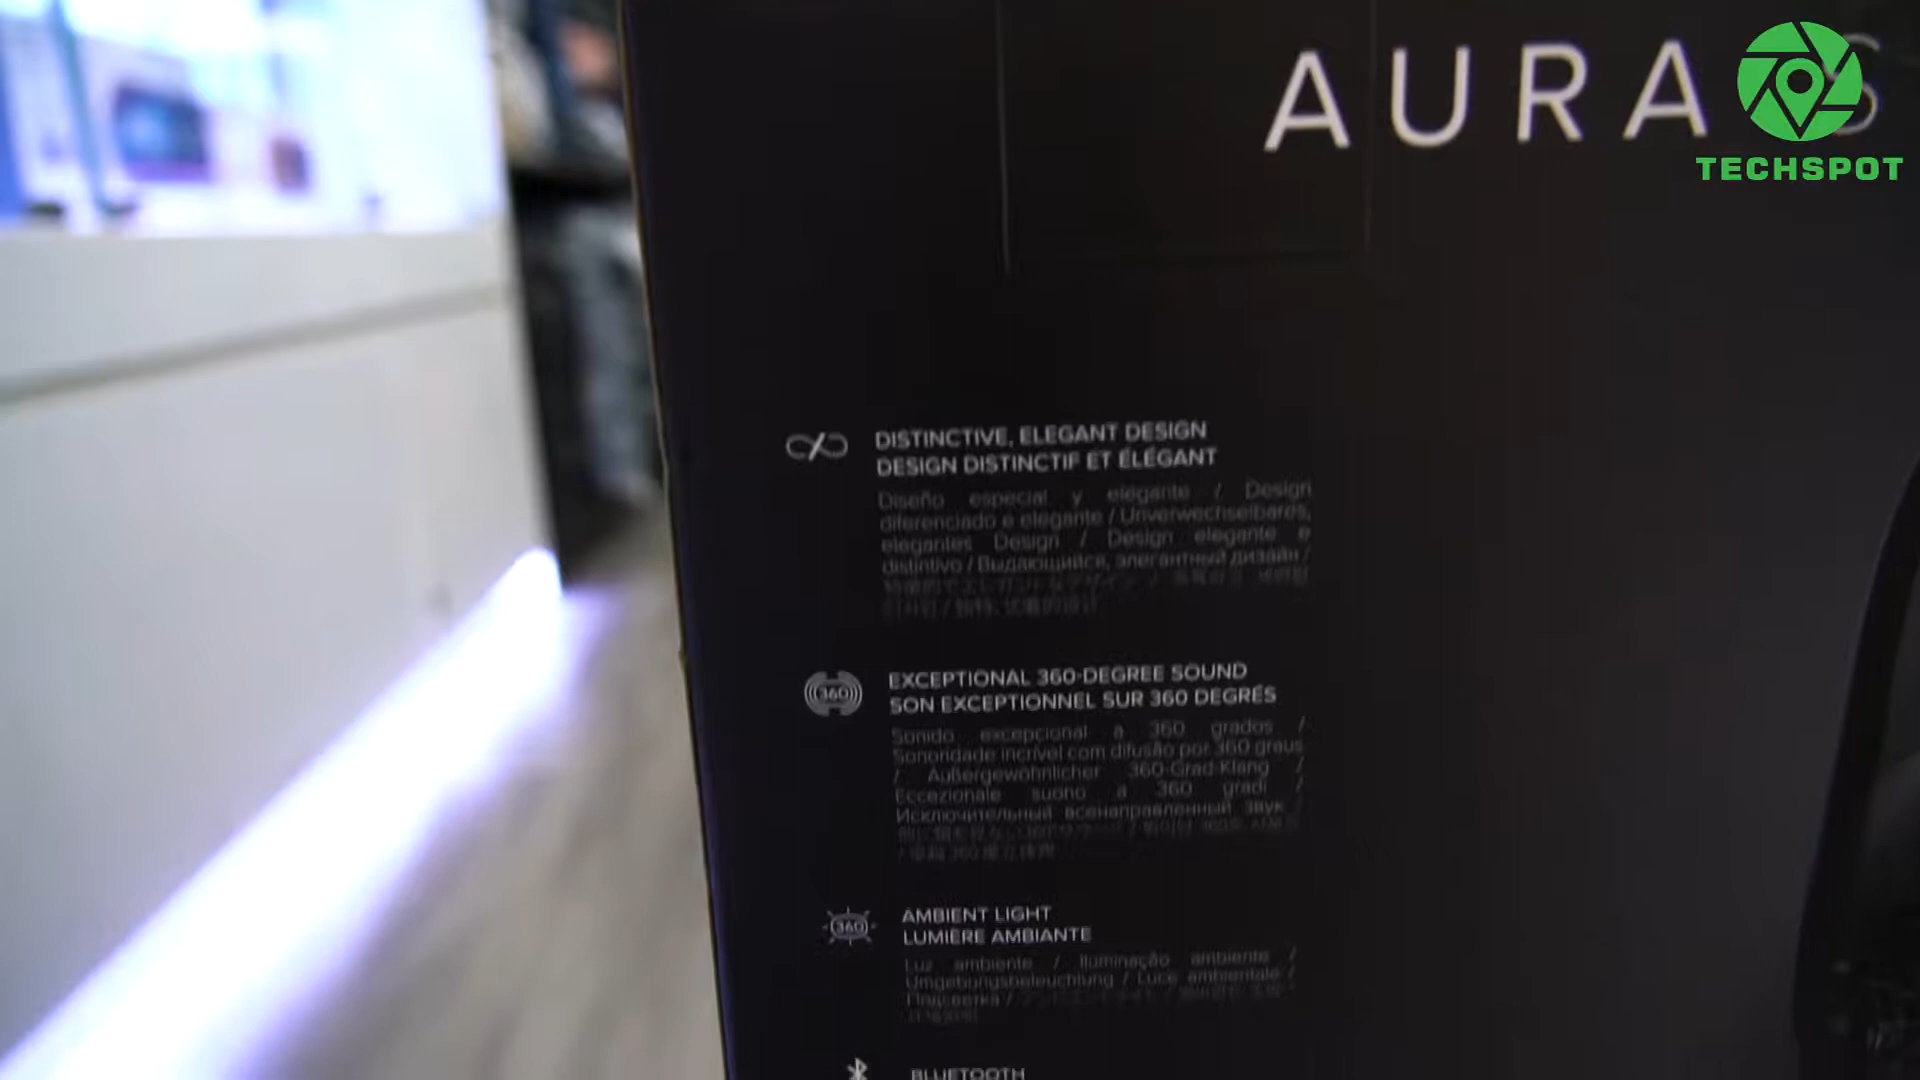 AURA S
TECHSPOT
DISTINCTIVE, ELEGANT DESIGN
DESIGN DISTINCTIF ET ÉLÉGANT
Diseño especial y elegante / Design
diferenciado e elegante / Unverwechselbares,
elegantes Design / Design elegante e
distintivo / Выдающийся, элегантный дизайн /
360
EXCEPTIONAL 360-DEGREE SOUND
SON EXCEPTIONNEL SUR 360 DEGRÉS
Sonido excepcional a 360 grados /
Sonoridade incrível com difusão por 360 graus
/ Außergewöhnlicher 360-Grad-Klang /
Eccezionale suono a 360 gradi /
Исключительный всенаправленный звук /
360
AMBIENT LIGHT
LUMIÈRE AMBIANTE
Luz ambiente / Iluminação ambiente /
Umgebungsbeleuchtung / Luce ambientale /
Подсветка /
BLUETOOTH